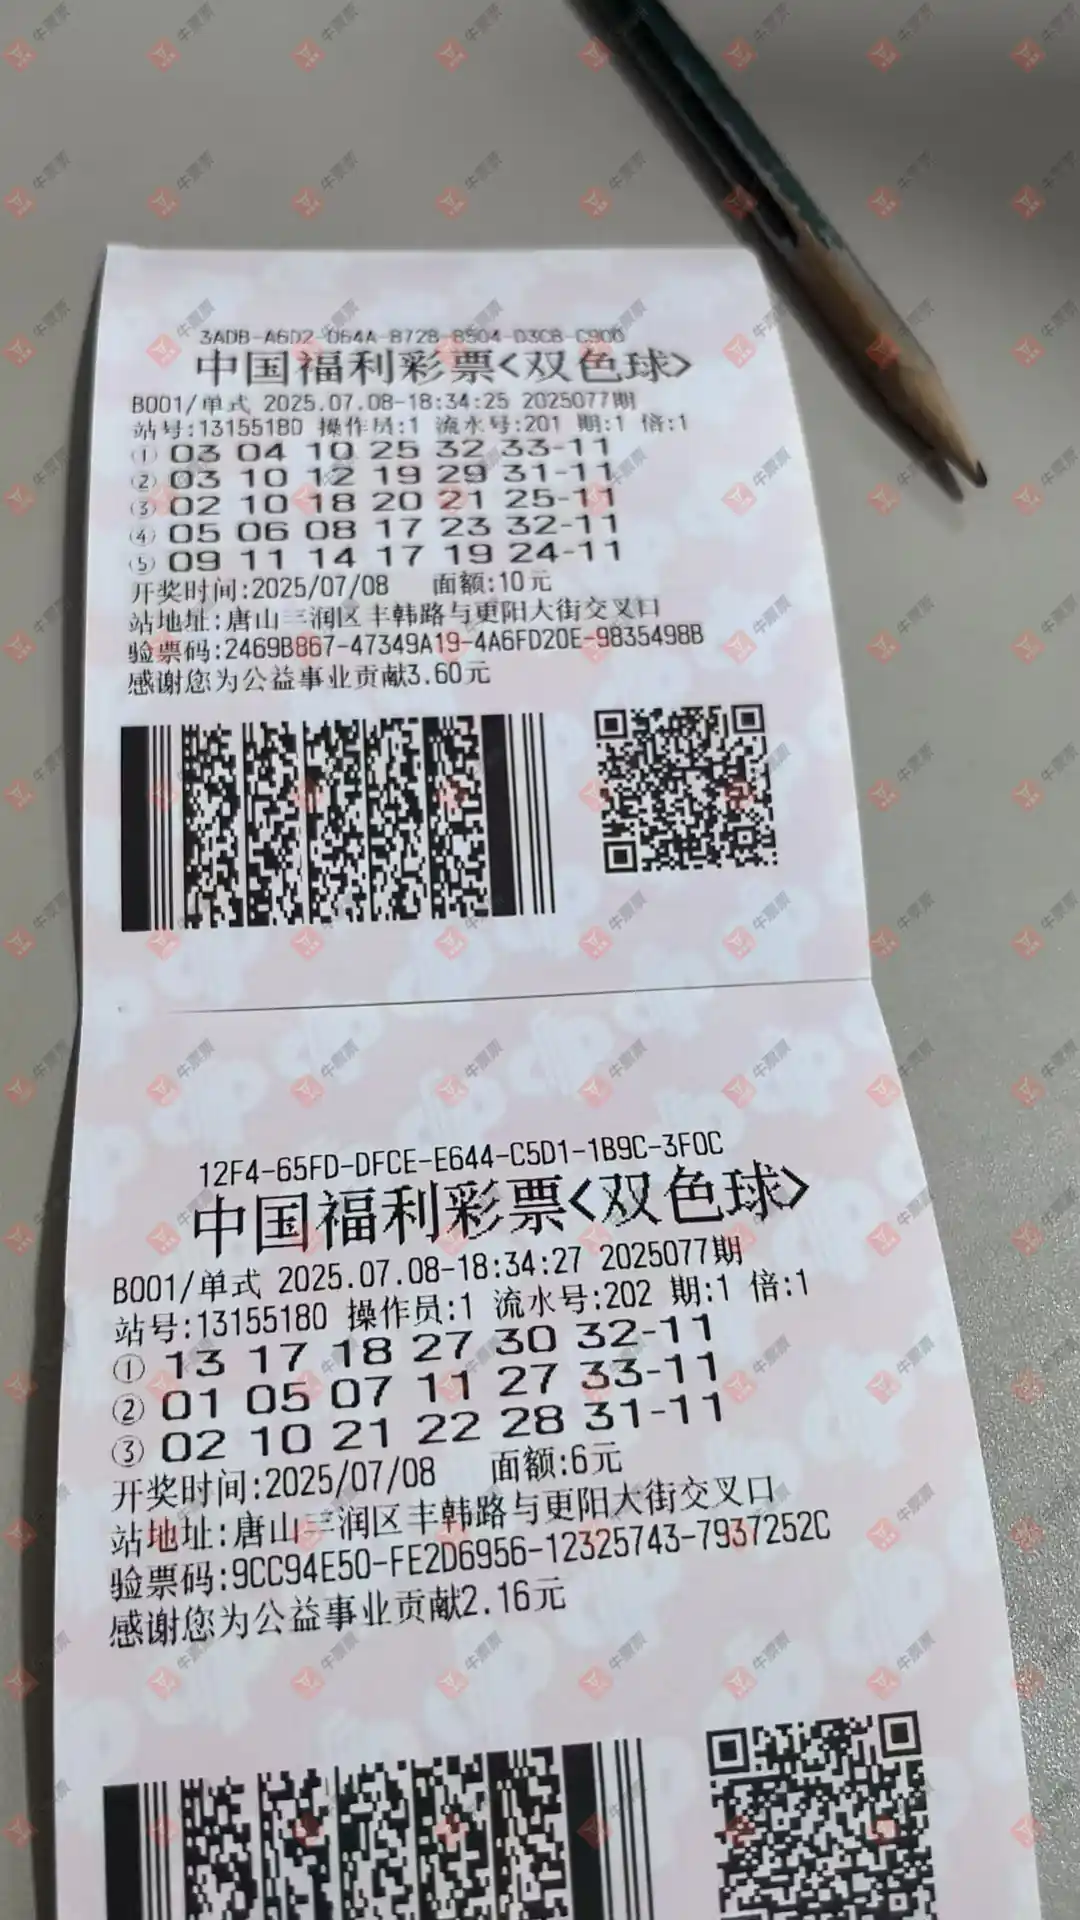 3ADB-A6D2-D64A-B72B-8504-D3CB-C900
中国福利彩票<双色球>
B001/单式 2025.07.08-18:34:25 2025077期
站号:13155180 操作员:1 流水号:201 期:1 倍:1
① 03 04 10 25 32 33-11
② 03 10 12 19 29 31-11
③ 02 10 18 20 21 25-11
④ 05 06 08 17 23 32-11
⑤ 09 11 14 17 19 24-11
开奖时间:2025/07/08 面额:10元
站地址:唐山三润区丰韩路与更阳大街交叉口
验票码:2469B867-47349A19-4A6FD20E-9835498B
感谢您为公益事业贡献3.60元
12F4-65FD-DFCE-E644-C5D1-1B9C-3F0C
中国福利彩票<双色球>
B001/单式 2025.07.08-18:34:27 2025077期
站号:13155180 操作员:1 流水号:202 期:1 倍:1
① 13 17 18 27 30 32-11
② 01 05 07 11 27 33-11
③ 02 10 21 22 28 31-11
开奖时间:2025/07/08 面额:6元
站地址:唐山三润区丰韩路与更阳大街交叉口
验票码:9CC94E50-FE2D6956-12325743-7937252C
感谢您为公益事业贡献2.16元
牛票票